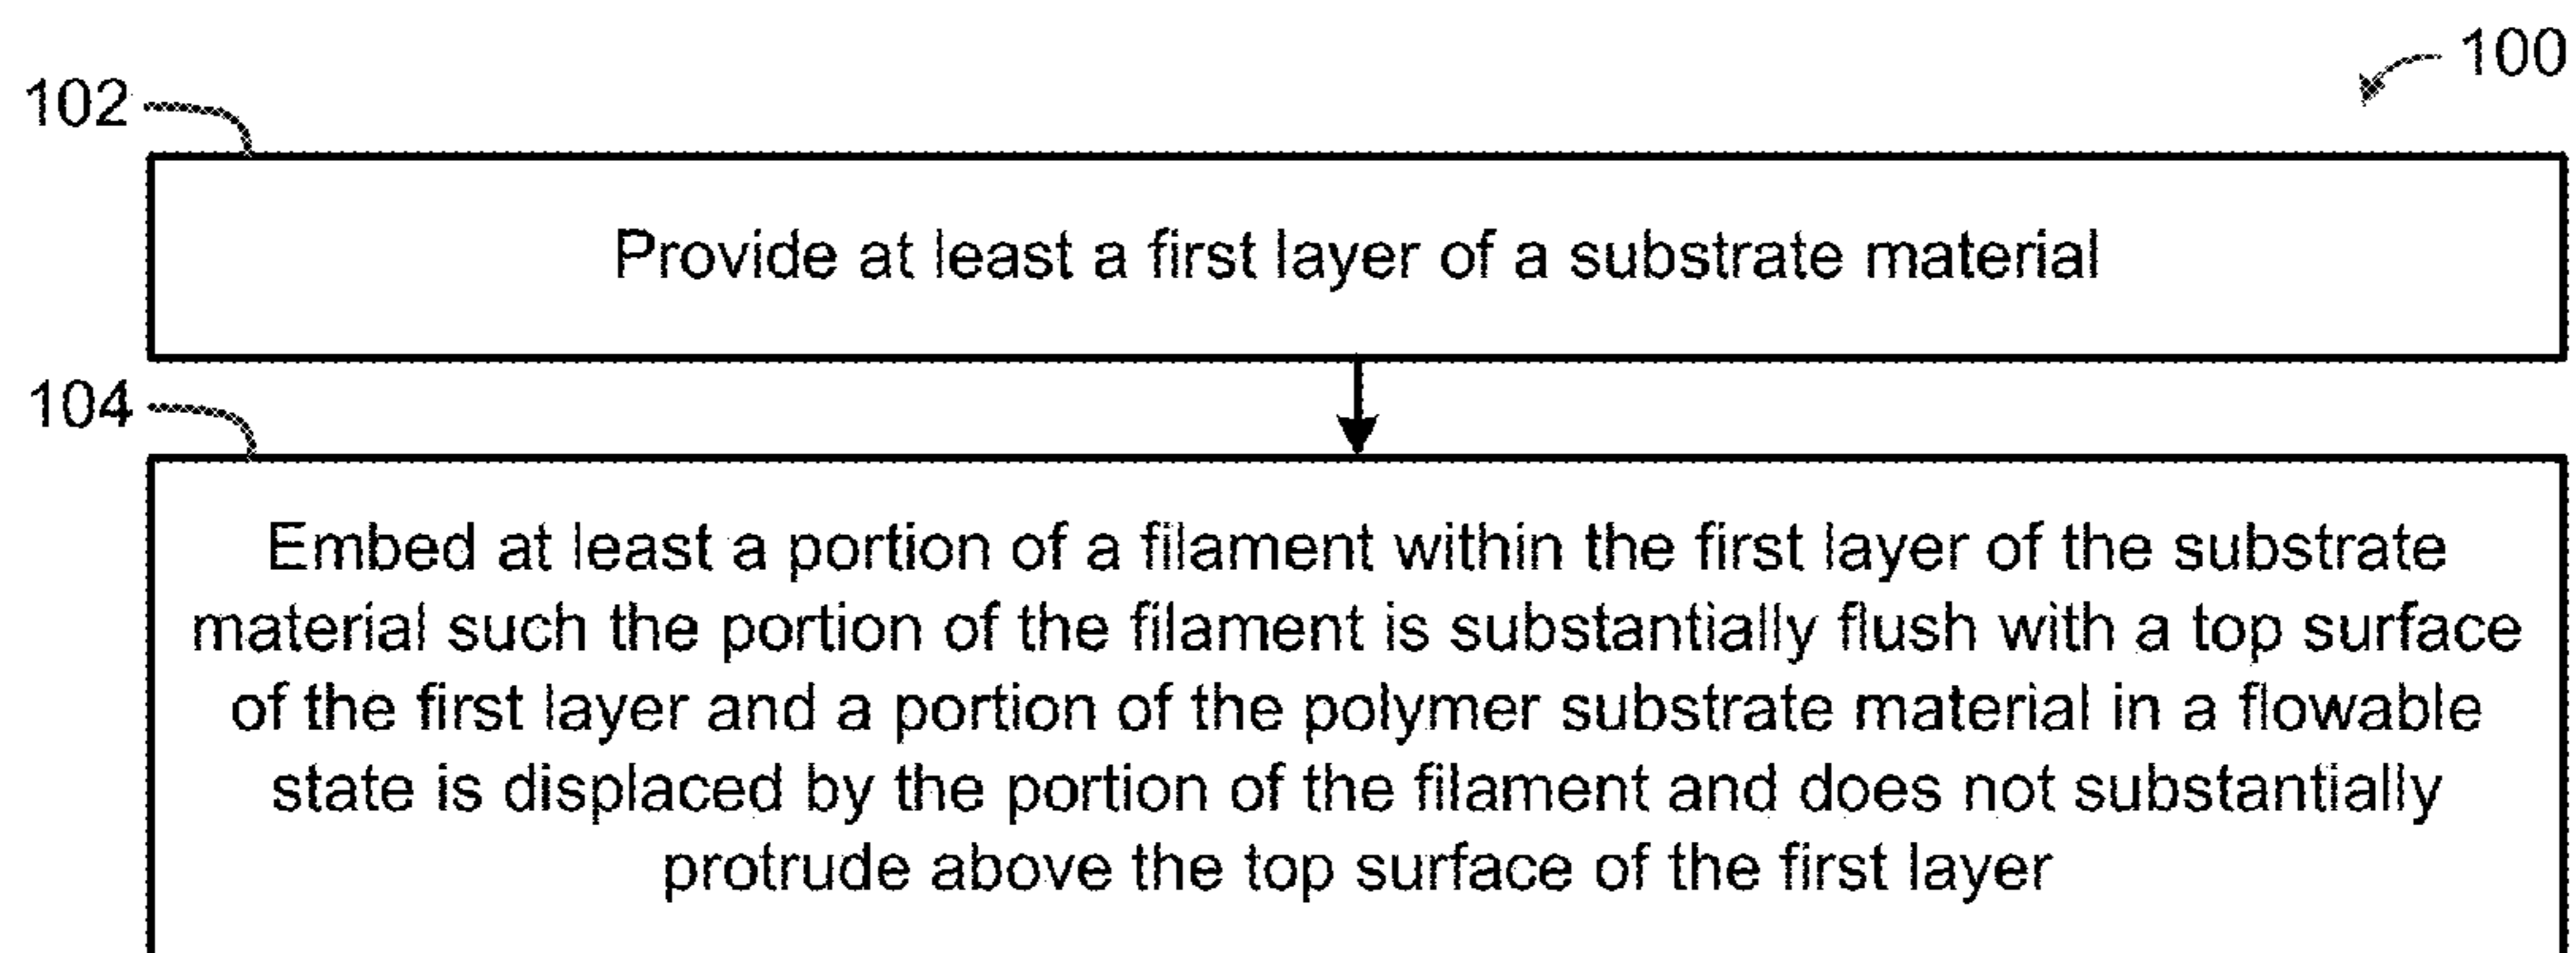 100
102
Provide at least a first layer of a substrate material
104
Embed at least a portion of a filament within the first layer of the substrate
material such the portion of the filament is substantially flush with a top surface
of the first layer and a portion of the polymer substrate material in a flowable
state is displaced by the portion of the filament and does not substantially
protrude above the top surface of the first layer